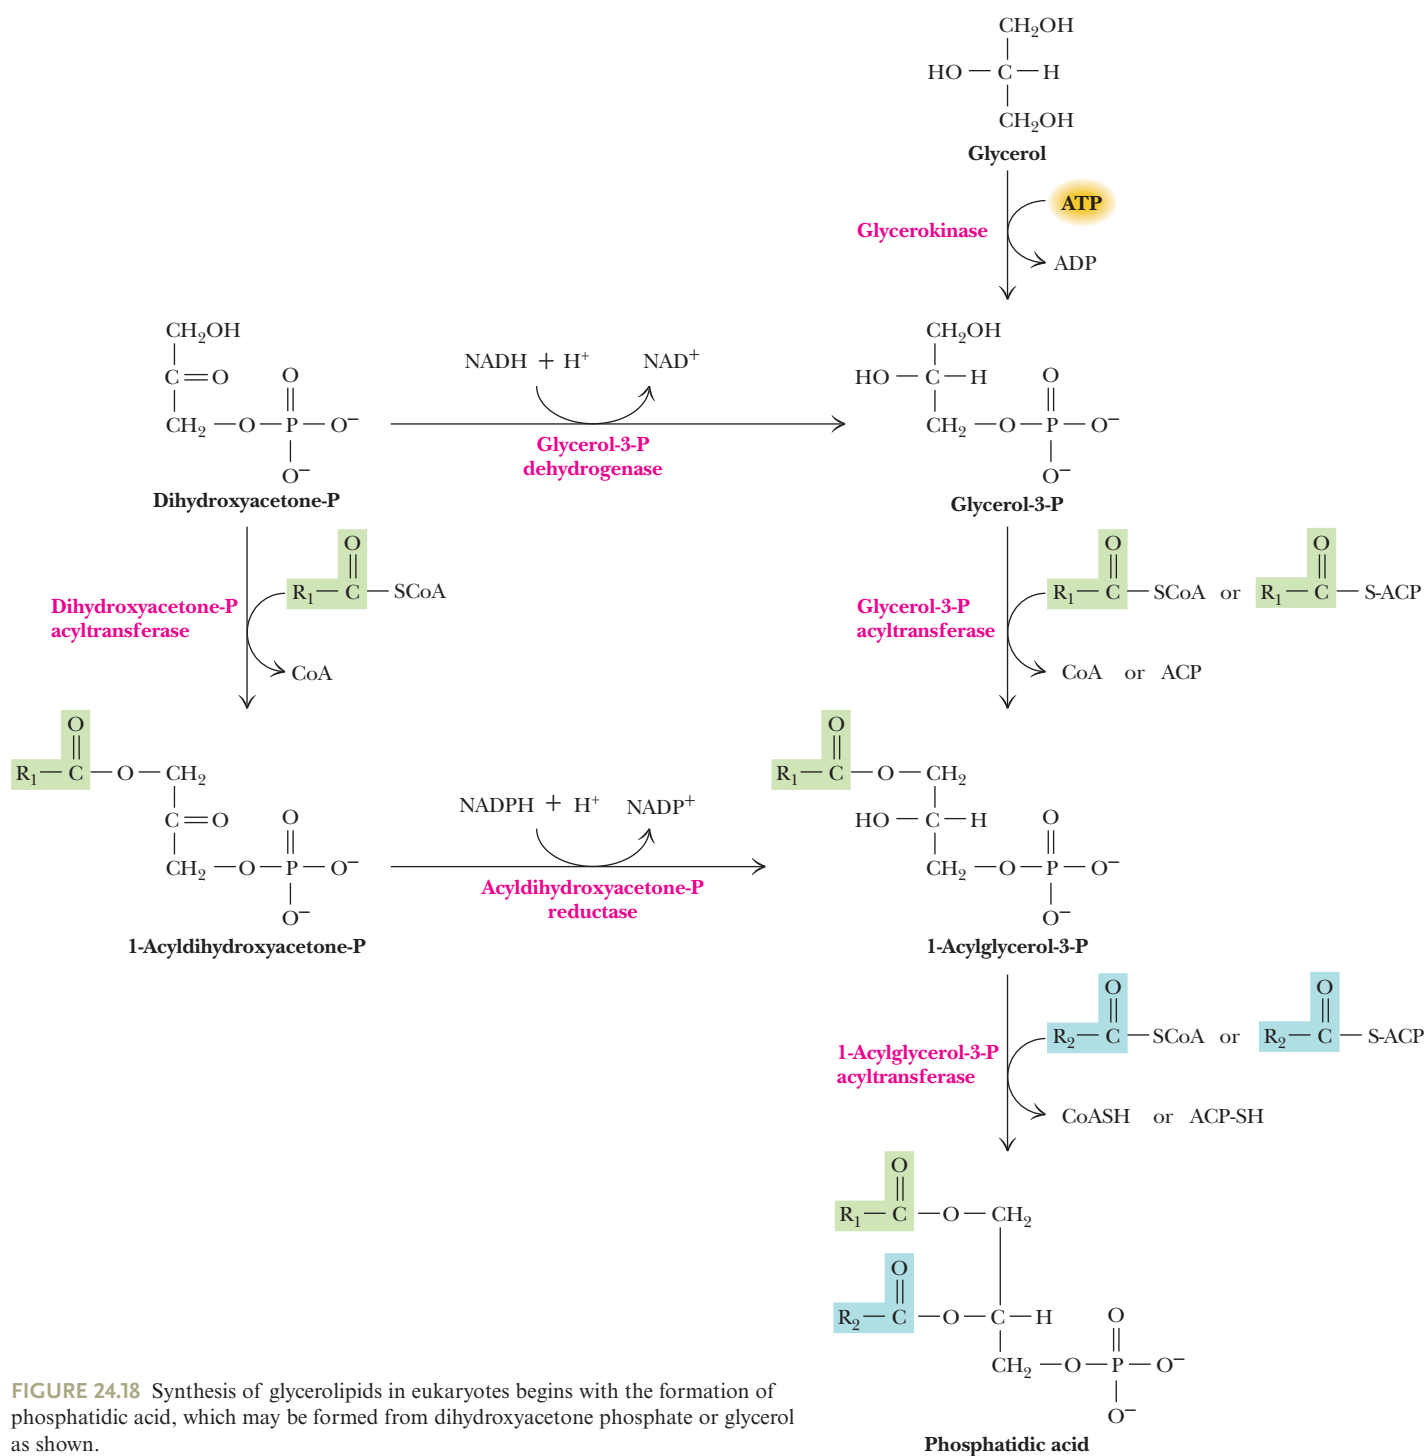 CH₂OH
HO — C — H
CH₂OH
Glycerol
ATP
Glycerokinase
ADP
CH₂OH
C=O
O
CH₂ — O — P — O⁻
O⁻
Dihydroxyacetone-P
NADH + H⁺ NAD⁺
Glycerol-3-P
dehydrogenase
CH₂OH
HO — C — H
O
CH₂ — O — P — O⁻
O⁻
Glycerol-3-P
O
R₁ — C — SCoA
Dihydroxyacetone-P
acyltransferase
CoA
O O
R₁ — C — SCoA or R₁ — C — S-ACP
Glycerol-3-P
acyltransferase
CoA or ACP
O
R₁ — C — O — CH₂
C=O
O
CH₂ — O — P — O⁻
O⁻
1-Acyldihydroxyacetone-P
NADPH + H⁺ NADP⁺
Acyldihydroxyacetone-P
reductase
O
R₁ — C — O — CH₂
HO — C — H
O
CH₂ — O — P — O⁻
O⁻
1-Acylglycerol-3-P
O O
R₂ — C — SCoA or R₂ — C — S-ACP
1-Acylglycerol-3-P
acyltransferase
CoASH or ACP-SH
O
R₁ — C — O — CH₂
O
R₂ — C — O — C — H
O
CH₂ — O — P — O⁻
O⁻
Phosphatidic acid
FIGURE 24.18 Synthesis of glycerolipids in eukaryotes begins with the formation of
phosphatidic acid, which may be formed from dihydroxyacetone phosphate or glycerol
as shown.